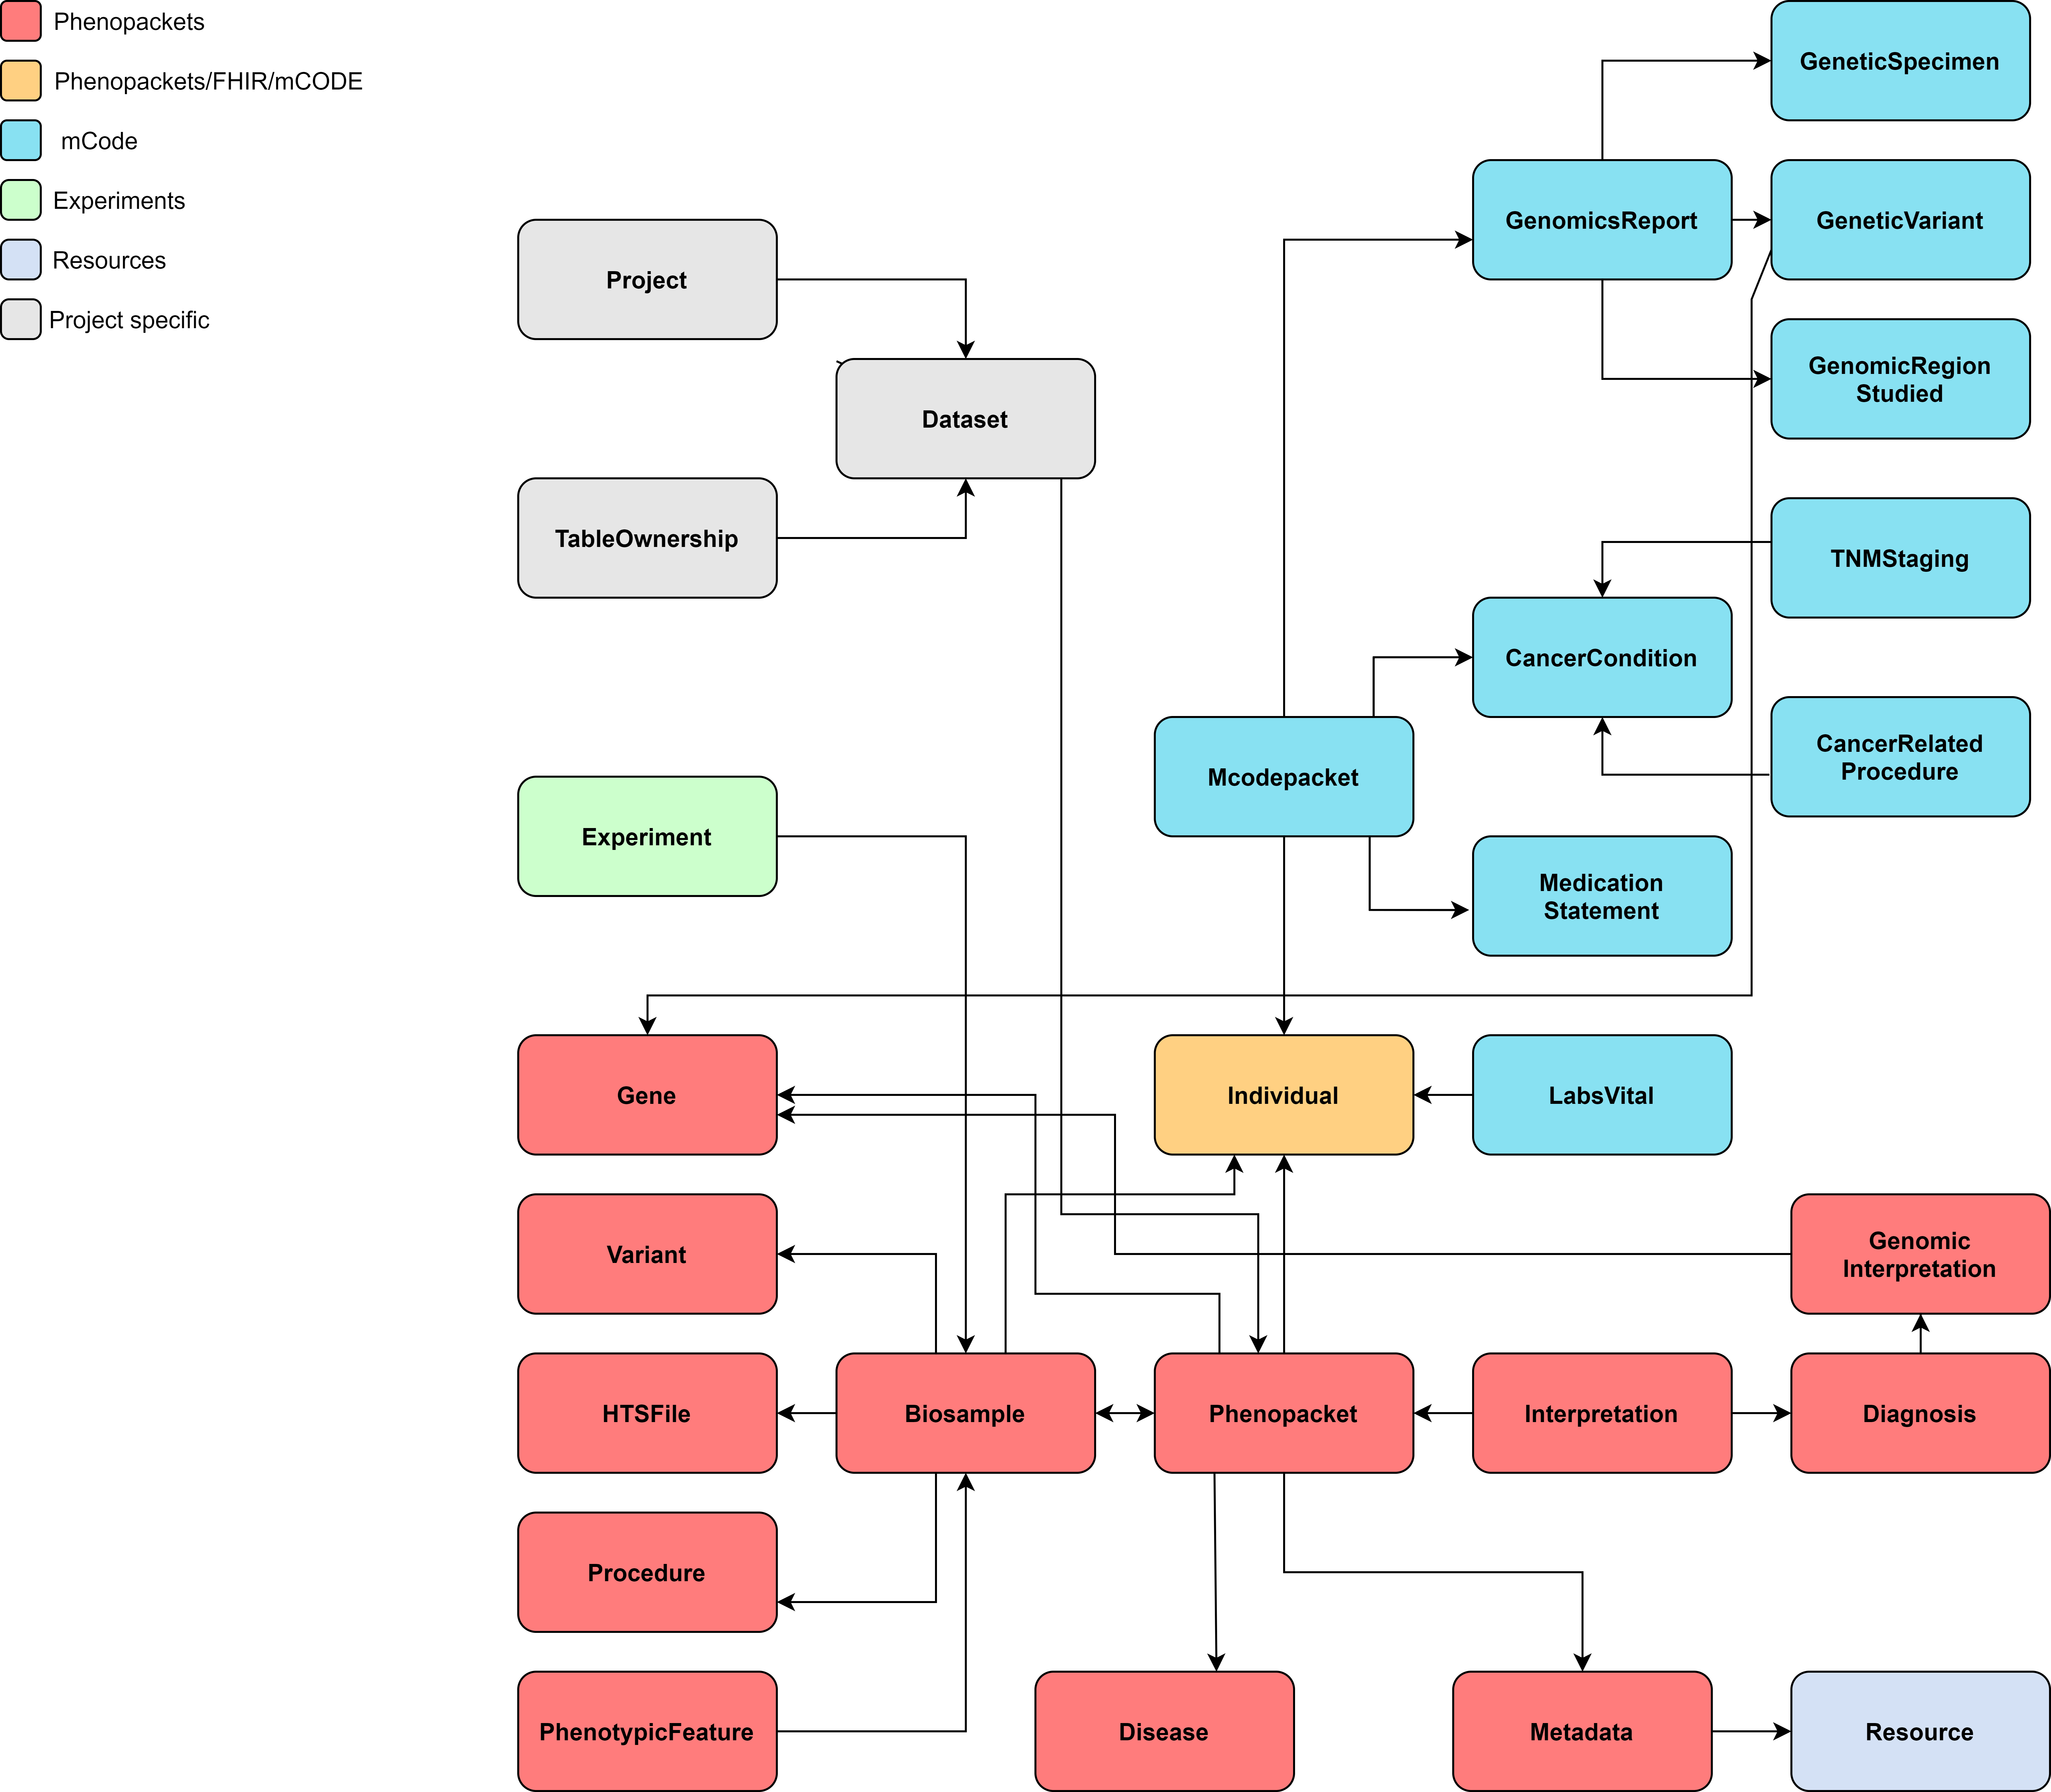 Phenopackets
Phenopackets/FHIR/mCODE
mCode
Experiments
Resources
Project specific
GeneticSpecimen
GenomicsReport
GeneticVariant
Project
GenomicRegion
Studied
Dataset
TableOwnership
TNMStaging
CancerCondition
CancerRelated
Procedure
Mcodepacket
Experiment
Medication
Statement
Gene
Individual
LabsVital
Variant
Genomic
Interpretation
HTSFile
Biosample
Phenopacket
Interpretation
Diagnosis
Procedure
PhenotypicFeature
Disease
Metadata
Resource